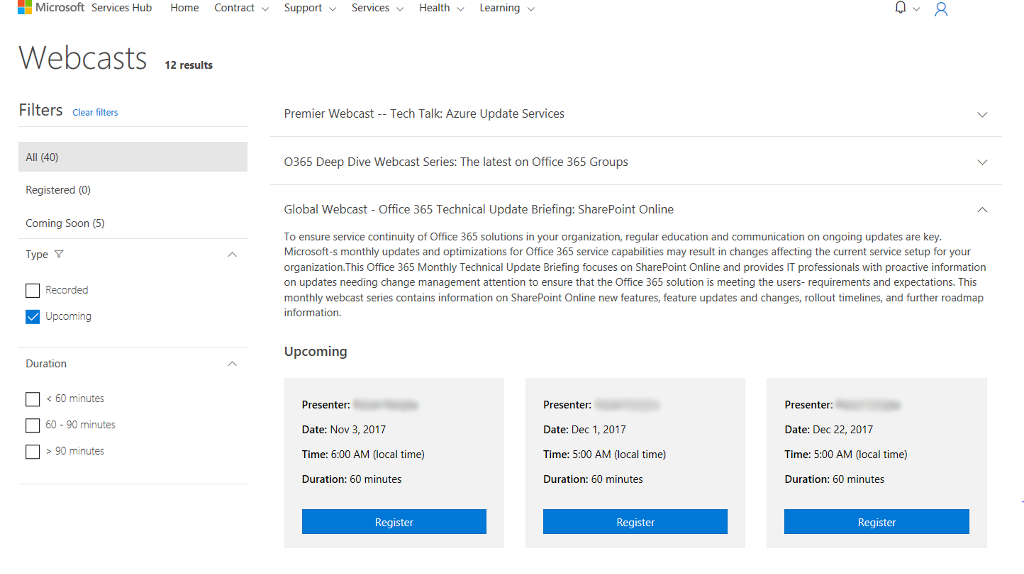 Microsoft Services Hub Home Contract Support Services Health Learning
Webcasts 12 results
Filters Clear filters
All (40)
Registered (0)
Coming Soon (5)
Type
Recorded
Upcoming
Duration
< 60 minutes
60 - 90 minutes
> 90 minutes
Premier Webcast -- Tech Talk: Azure Update Services
O365 Deep Dive Webcast Series: The latest on Office 365 Groups
Global Webcast - Office 365 Technical Update Briefing: SharePoint Online
To ensure service continuity of Office 365 solutions in your organization, regular education and communication on ongoing updates are key.
Microsoft-s monthly updates and optimizations for Office 365 service capabilities may result in changes affecting the current service setup for your
organization.This Office 365 Monthly Technical Update Briefing focuses on SharePoint Online and provides IT professionals with proactive information
on updates needing change management attention to ensure that the Office 365 solution is meeting the users- requirements and expectations. This
monthly webcast series contains information on SharePoint Online new features, feature updates and changes, rollout timelines, and further roadmap
information.
Upcoming
Presenter:
Date: Nov 3, 2017
Time: 6:00 AM (local time)
Duration: 60 minutes
Register
Presenter:
Date: Dec 1, 2017
Time: 5:00 AM (local time)
Duration: 60 minutes
Register
Presenter:
Date: Dec 22, 2017
Time: 5:00 AM (local time)
Duration: 60 minutes
Register